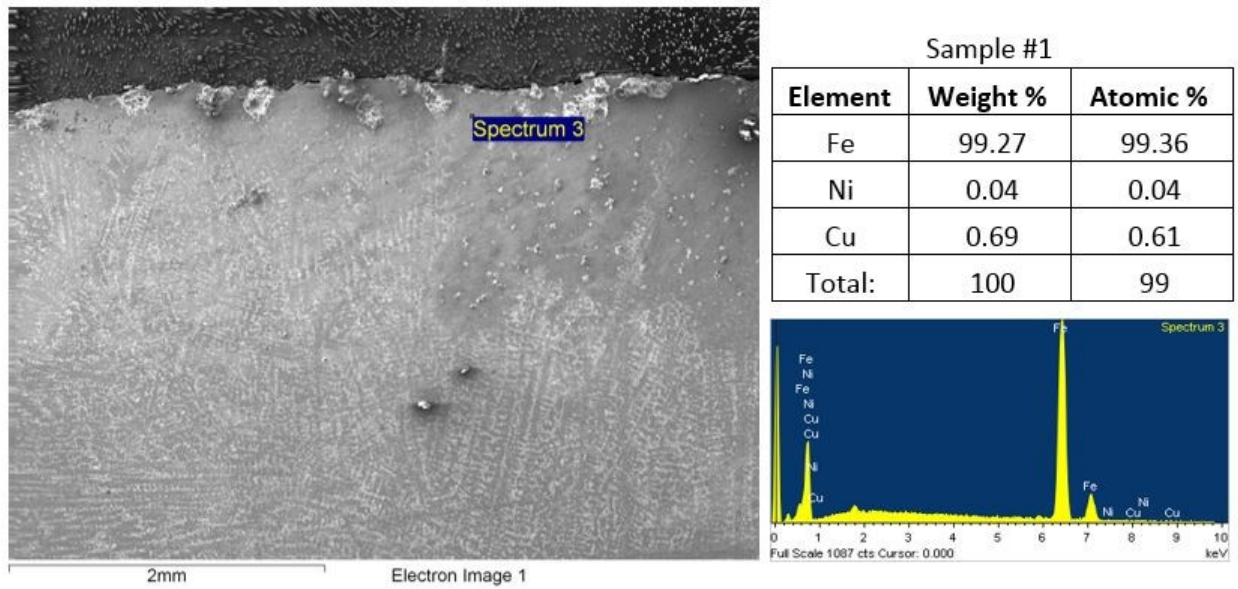 Spectrum 3
2mm
Electron Image 1
Sample #1
Element Weight % Atomic %
Fe 99.27 99.36
Ni 0.04 0.04
Cu 0.69 0.61
Total: 100 99
Spectrum 3
Fe
Fe
Ni
Fe
Ni
Cu
Cu
Ni
Cu
Fe
Ni
Cu
Ni
Cu
0 1 2 3 4 5 6 7 8 9 10
Full Scale 1087 cts Cursor: 0.000 keV